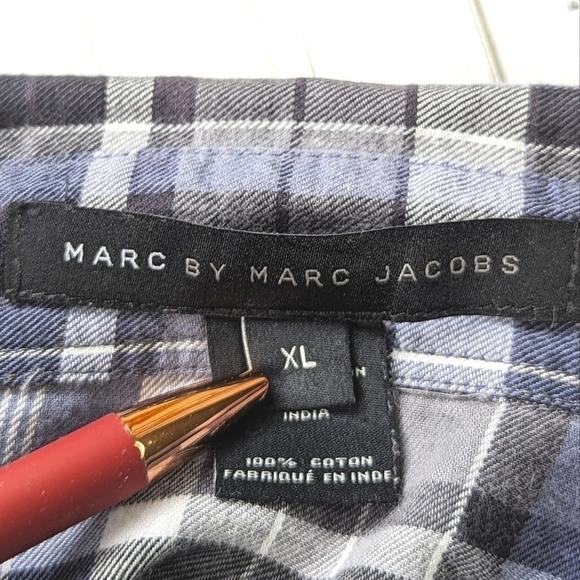 MARC BY MARC JACOBS
XL
INDIA
100% COTON
FABRIQUÉ EN INDE